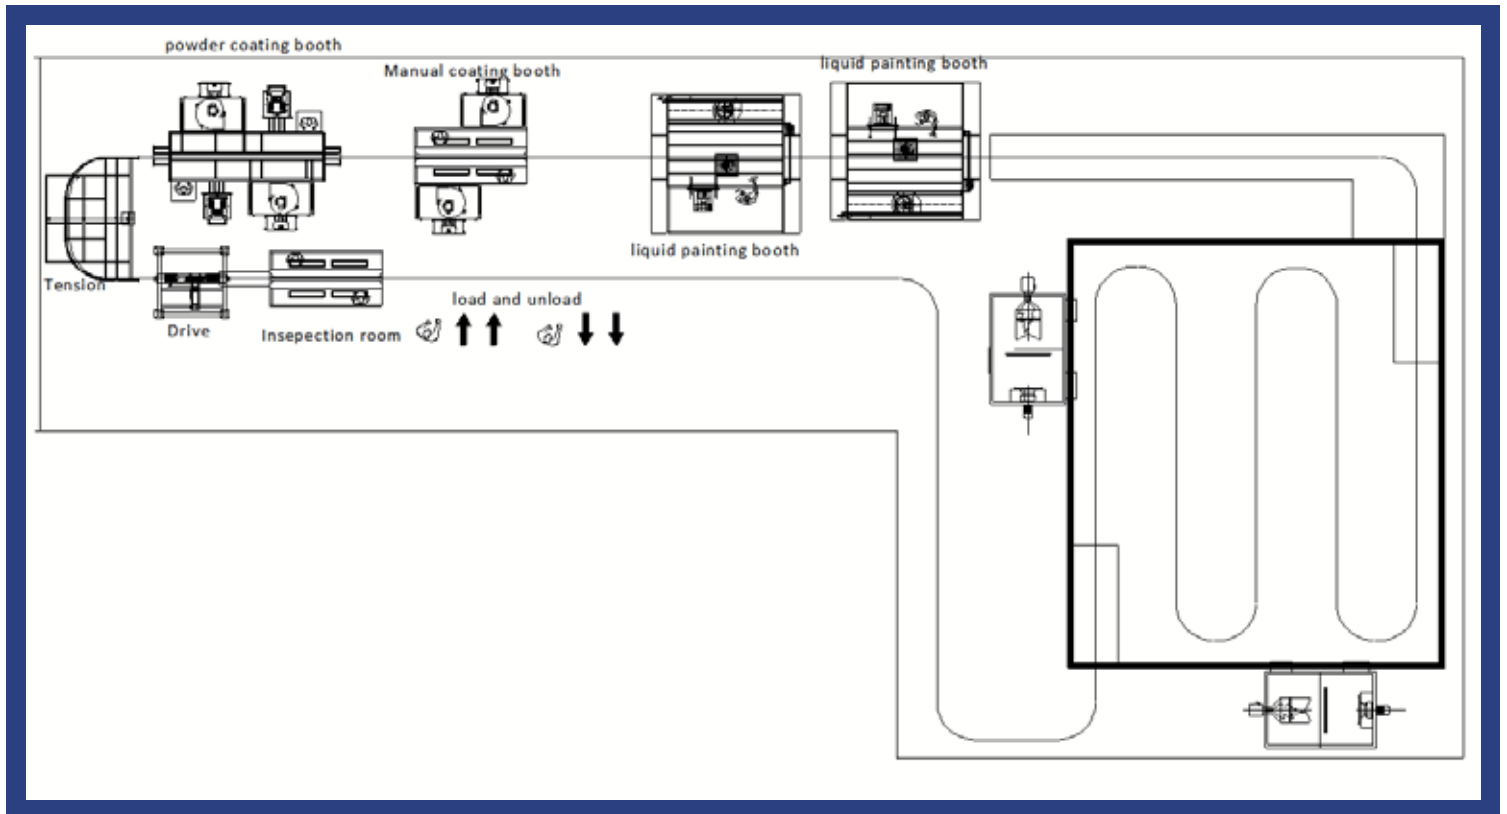 powder coating booth
Manual coating booth
liquid painting booth
liquid painting booth
Tension
load and unload
Drive
Insepection room